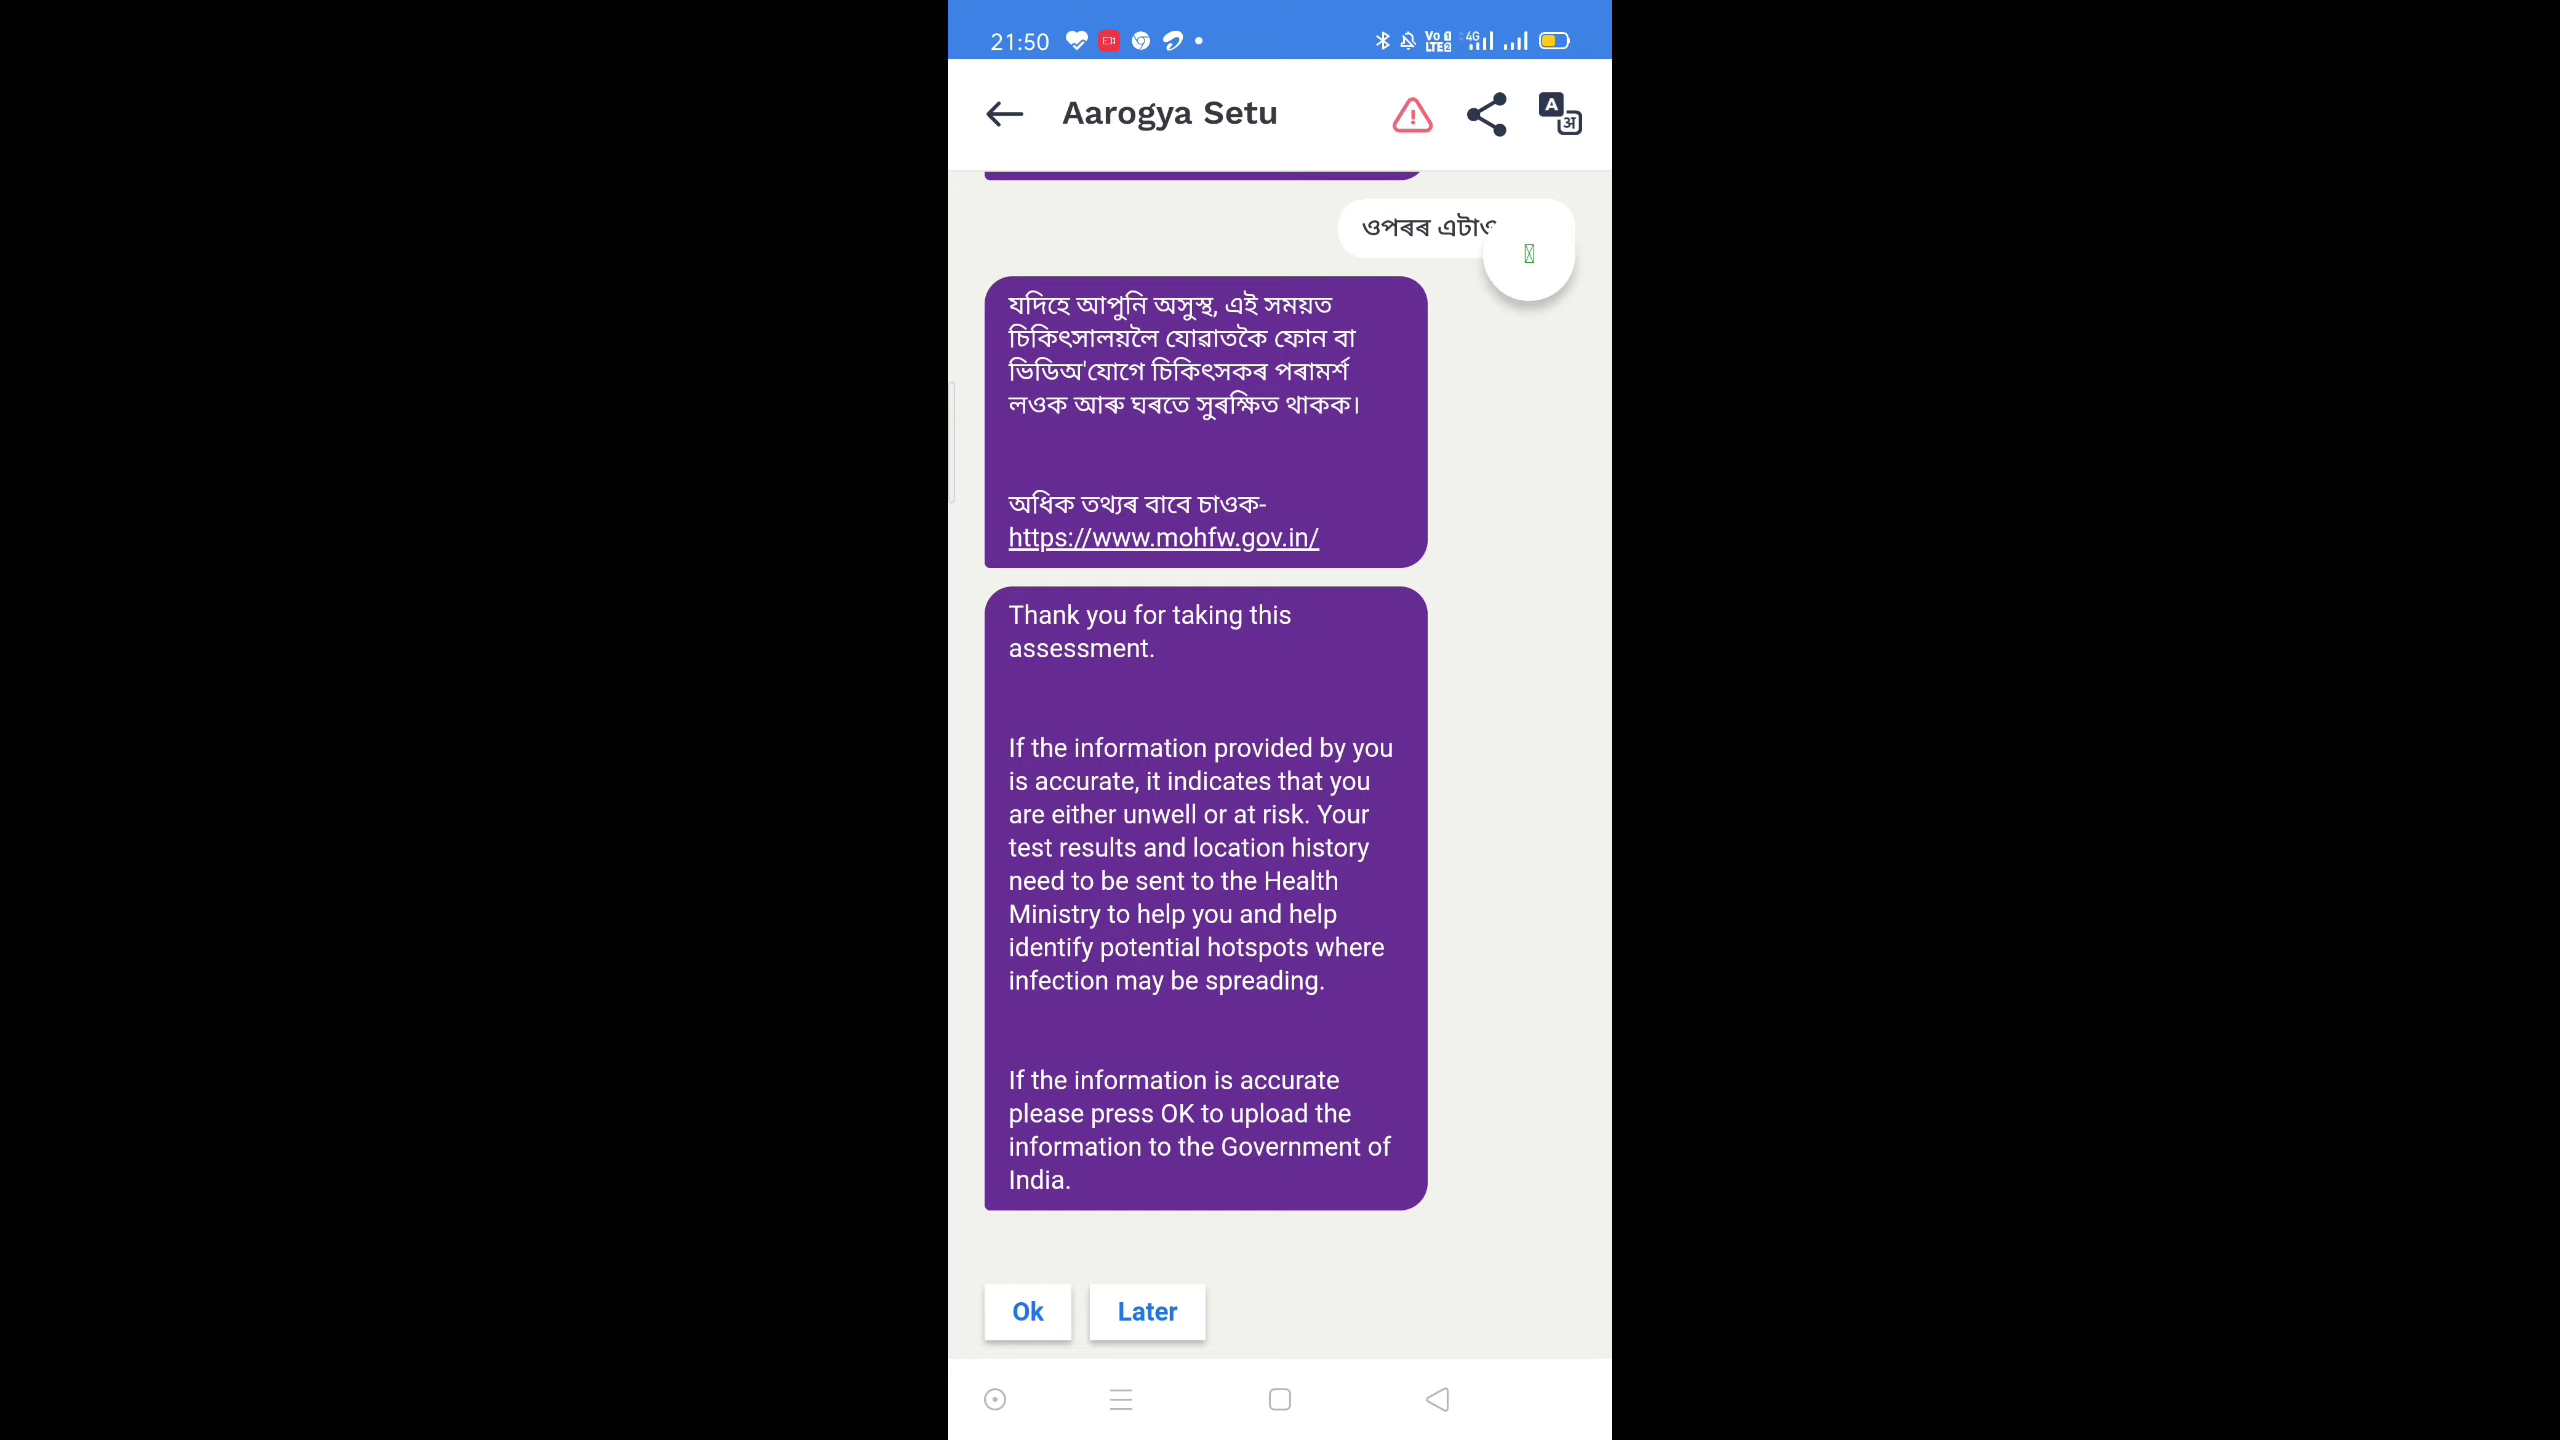 21:50
Vo LTE2 4G
Aarogya Setu
A अ
ওপৰৰ
যদিহে আপুনি অসুস্থ, এই সময়ত
চিকিৎসালয়লৈ যোৱাতকৈ ফোন বা
ভিডিঅ'যোগে চিকিৎসকৰ পৰামৰ্শ
লওক আৰু ঘৰতে সুৰক্ষিত থাকক।
অধিক তথ্যৰ বাবে চাওক-
https://www.mohfw.gov.in/
Thank you for taking this
assessment.
If the information provided by you
is accurate, it indicates that you
are either unwell or at risk. Your
test results and location history
need to be sent to the Health
Ministry to help you and help
identify potential hotspots where
infection may be spreading.
If the information is accurate
please press OK to upload the
information to the Government of
India.
Ok Later